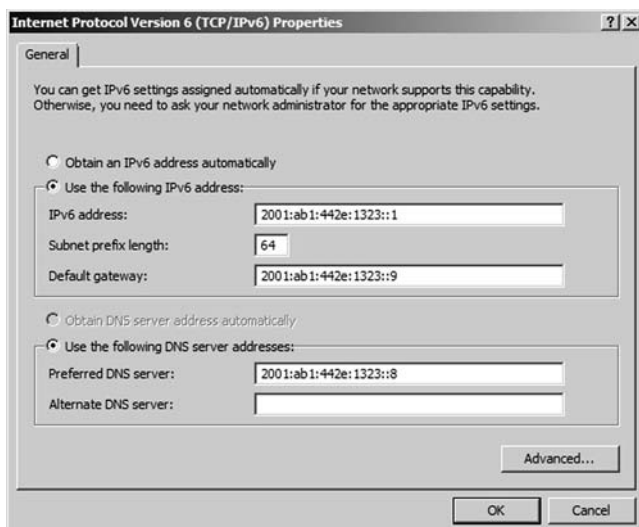 Internet Protocol Version 6 (TCP/IPv6) Properties
General
You can get IPv6 settings assigned automatically if your network supports this capability.
Otherwise, you need to ask your network administrator for the appropriate IPv6 settings.
Obtain an IPv6 address automatically
Use the following IPv6 address:
IPv6 address: 2001:ab1:442e:1323::1
Subnet prefix length: 64
Default gateway: 2001:ab1:442e:1323::9
Obtain DNS server address automatically
Use the following DNS server addresses:
Preferred DNS server: 2001:ab1:442e:1323::8
Alternate DNS server:
Advanced...
OK Cancel